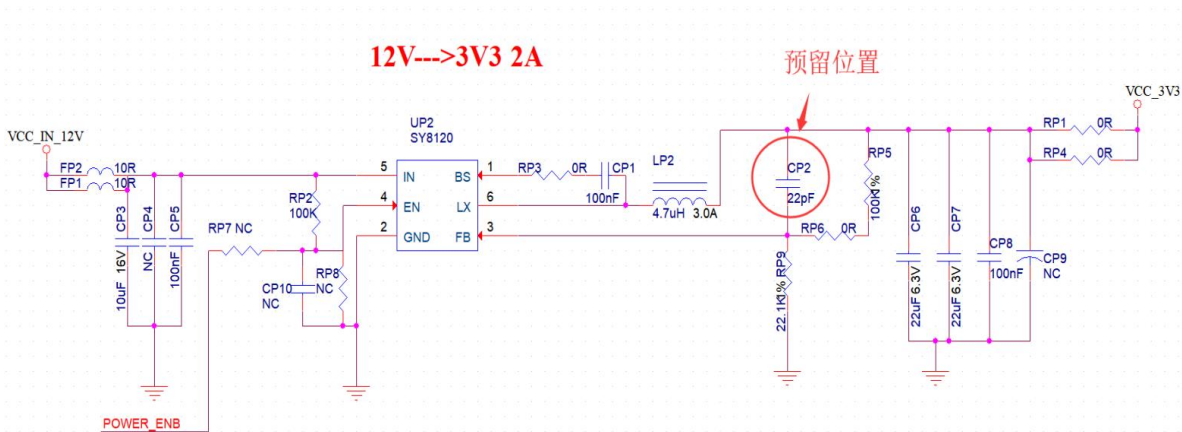 12V--->3V3 2A
预留位置
VCC_3V3
VCC_IN_12V
UP2
SY8120
FP2 10R
FP1 10R
5 IN
BS 1
4 EN
LX 6
2 GND
FB 3
RP3 0R
CP1
100nF
LP2
4.7uH 3.0A
CP2
22pF
RP5
100K1%
RP1 0R
RP4 0R
RP2
100K
RP7 NC
CP3
10uF 16V
CP4
NC
CP5
100nF
CP10
NC
RP8
NC
RP6 0R
RP9
22.1K1%
CP6
22uF 6.3V
CP7
22uF 6.3V
CP8
100nF
CP9
NC
POWER_ENB